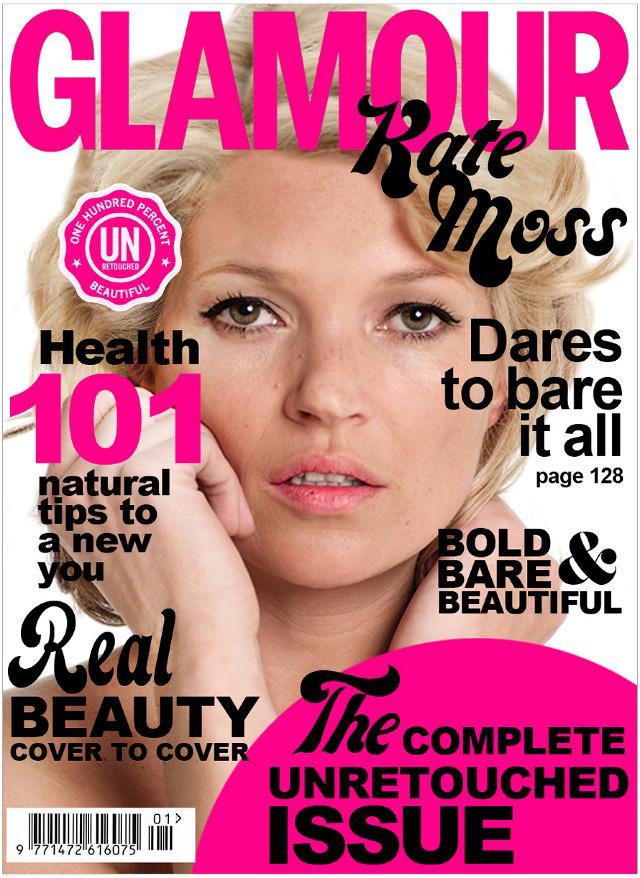 GLAMOUR
Kate
Moss
ONE HUNDRED PERCENT
UN
RETOUCHED
BEAUTIFUL
Health
101
natural
tips to
a new
you
Dares
to bare
it all
page 128
BOLD
BARE &
BEAUTIFUL
Real
BEAUTY
COVER TO COVER
The COMPLETE
UNRETOUCHED
ISSUE
01>
9 771472 616075